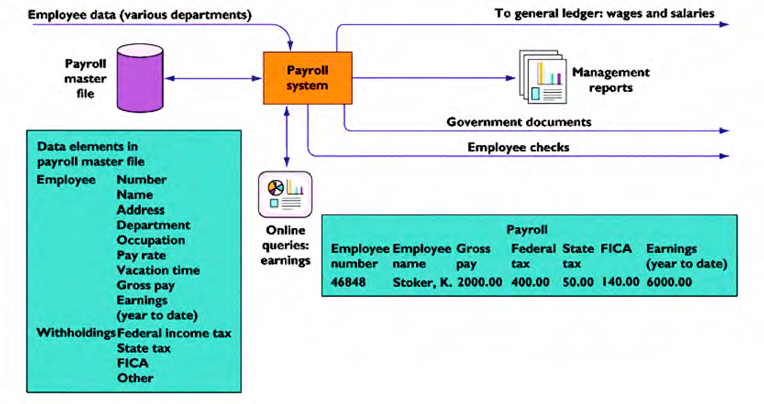 Employee data (various departments)
To general ledger: wages and salaries
Payroll
master
file
Payroll
system
Management
reports
Government documents
Employee checks
Data elements in
payroll master file
Employee Number
Name
Address
Department
Occupation
Pay rate
Vacation time
Gross pay
Earnings
(year to date)
Withholdings Federal income tax
State tax
FICA
Other
Online
queries:
earnings
Payroll
Employee Employee Gross Federal State FICA Earnings
number name pay tax tax (year to date)
46848 Stoker, K. 2000.00 400.00 50.00 140.00 6000.00